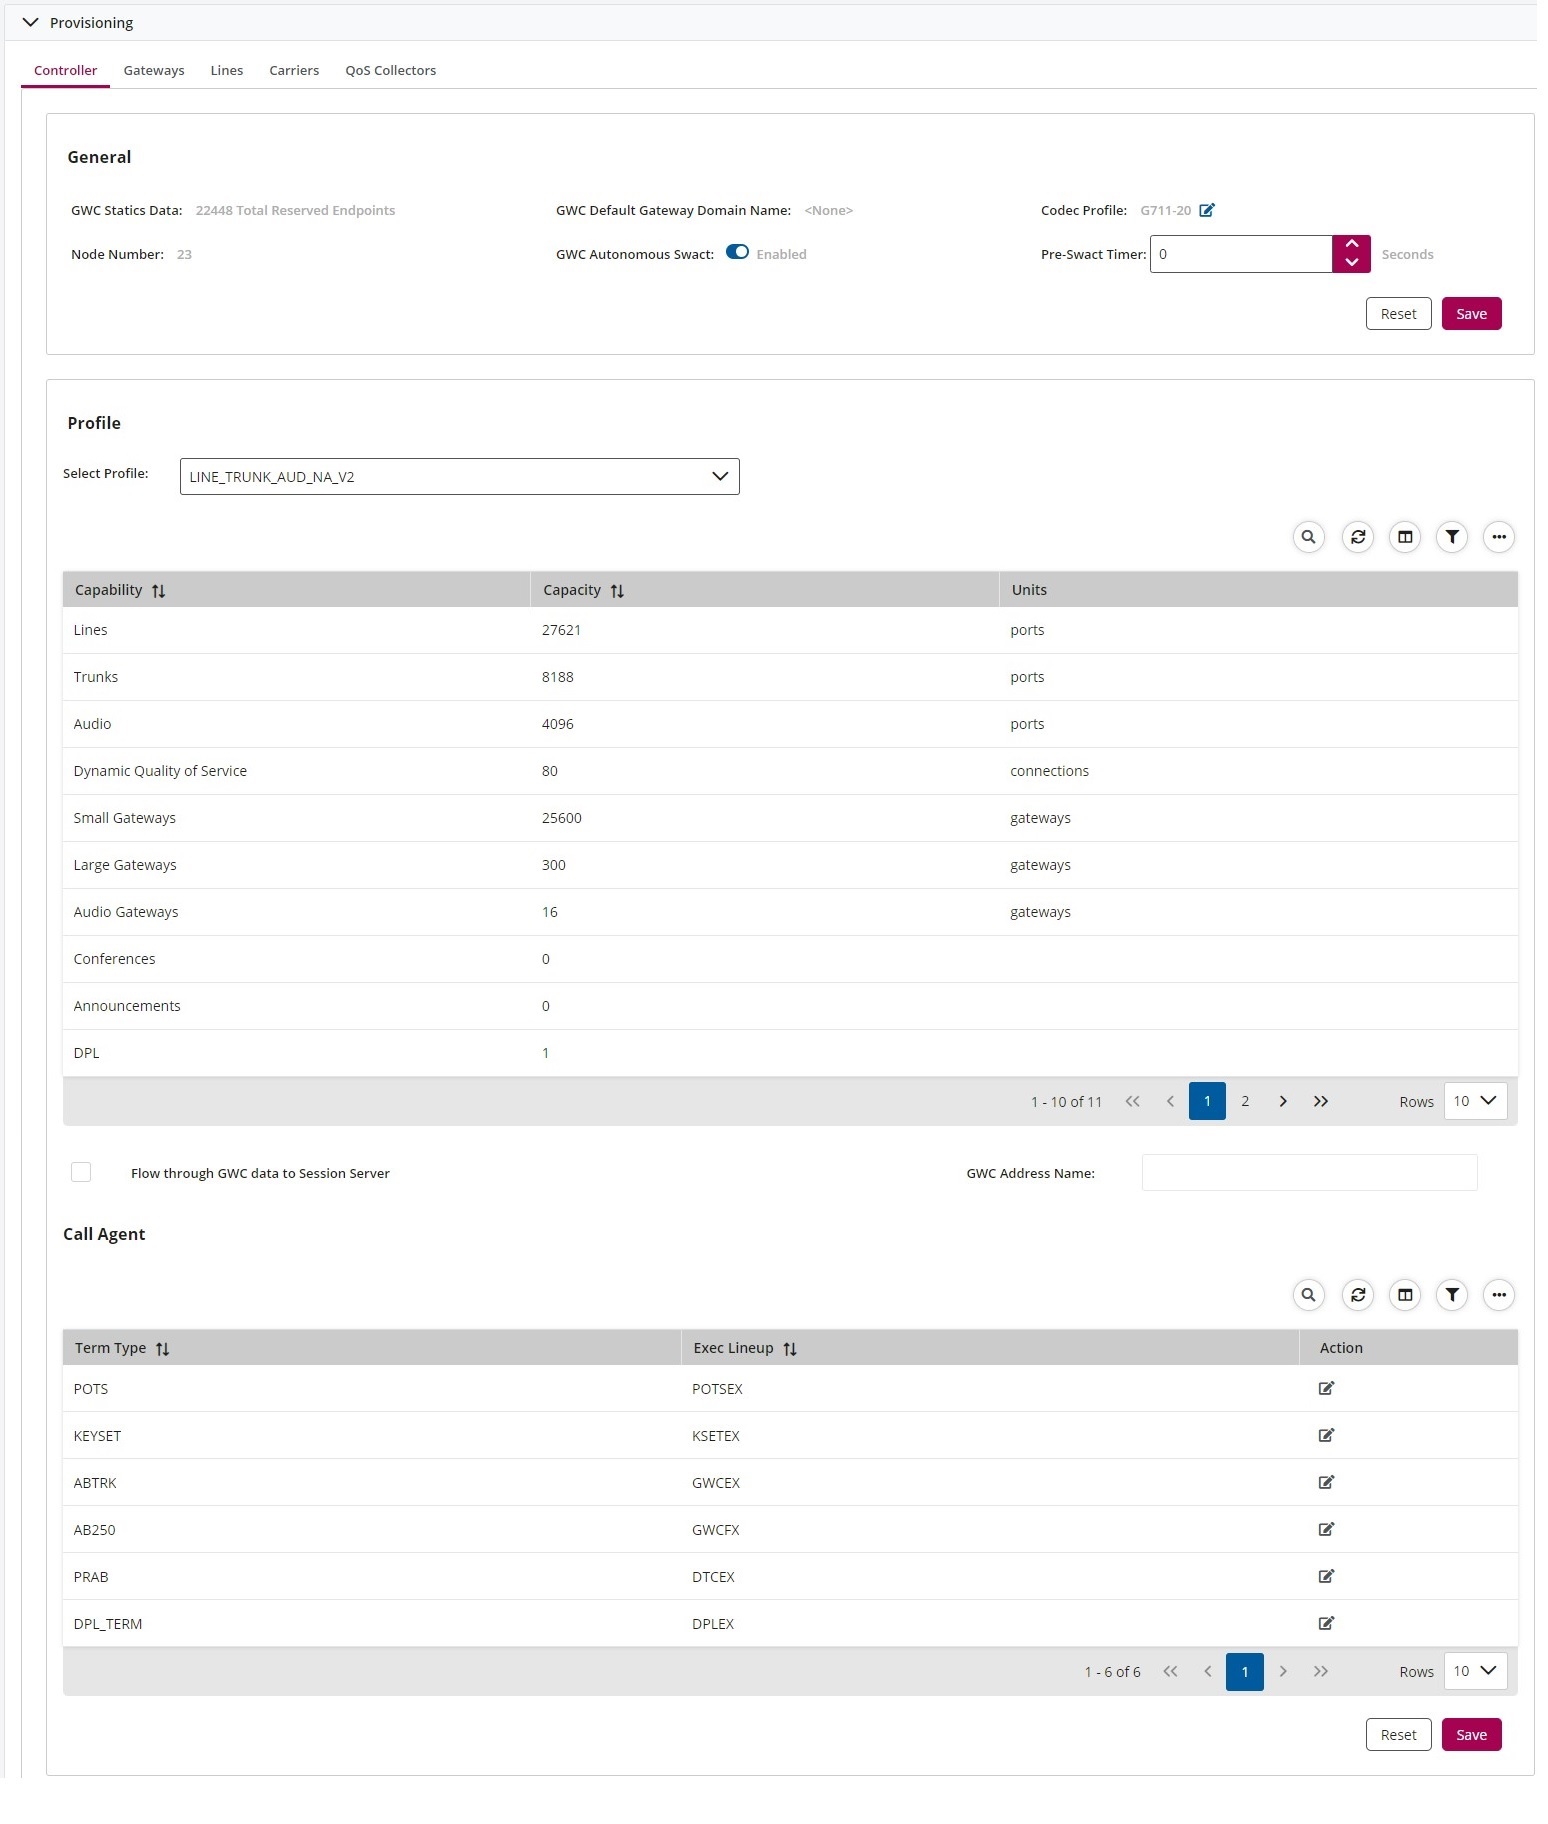 Provisioning
Controller Gateways Lines Carriers QoS Collectors
General
GWC Statics Data: 22448 Total Reserved Endpoints GWC Default Gateway Domain Name: <None> Codec Profile: G711-20
Node Number: 23 GWC Autonomous Swact: Enabled Pre-Swact Timer: 0 Seconds
Reset Save
Profile
Select Profile: LINE_TRUNK_AUD_NA_V2
Capability Capacity Units
Lines 27621 ports
Trunks 8188 ports
Audio 4096 ports
Dynamic Quality of Service 80 connections
Small Gateways 25600 gateways
Large Gateways 300 gateways
Audio Gateways 16 gateways
Conferences 0
Announcements 0
DPL 1
1 - 10 of 11 1 2 Rows 10
Flow through GWC data to Session Server GWC Address Name:
Call Agent
Term Type Exec Lineup Action
POTS POTSEX
KEYSET KSETEX
ABTRK GWCEX
AB250 GWCFX
PRAB DTCEX
DPL_TERM DPLEX
1 - 6 of 6 1 Rows 10
Reset Save